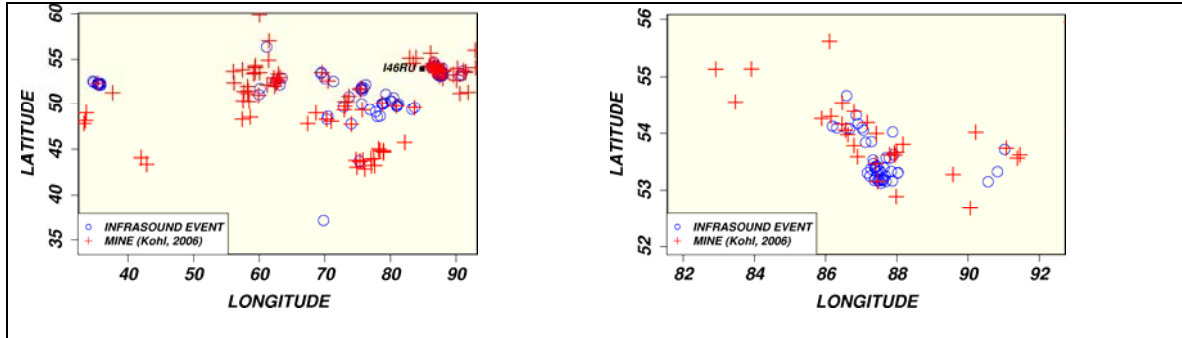 60
55
50
45
40
35
LATITUDE
I46RU
INFRASOUND EVENT
MINE (Kohl, 2006)
40 50 60 70 80 90
LONGITUDE
56
55
54
53
52
LATITUDE
INFRASOUND EVENT
MINE (Kohl, 2006)
82 84 86 88 90 92
LONGITUDE